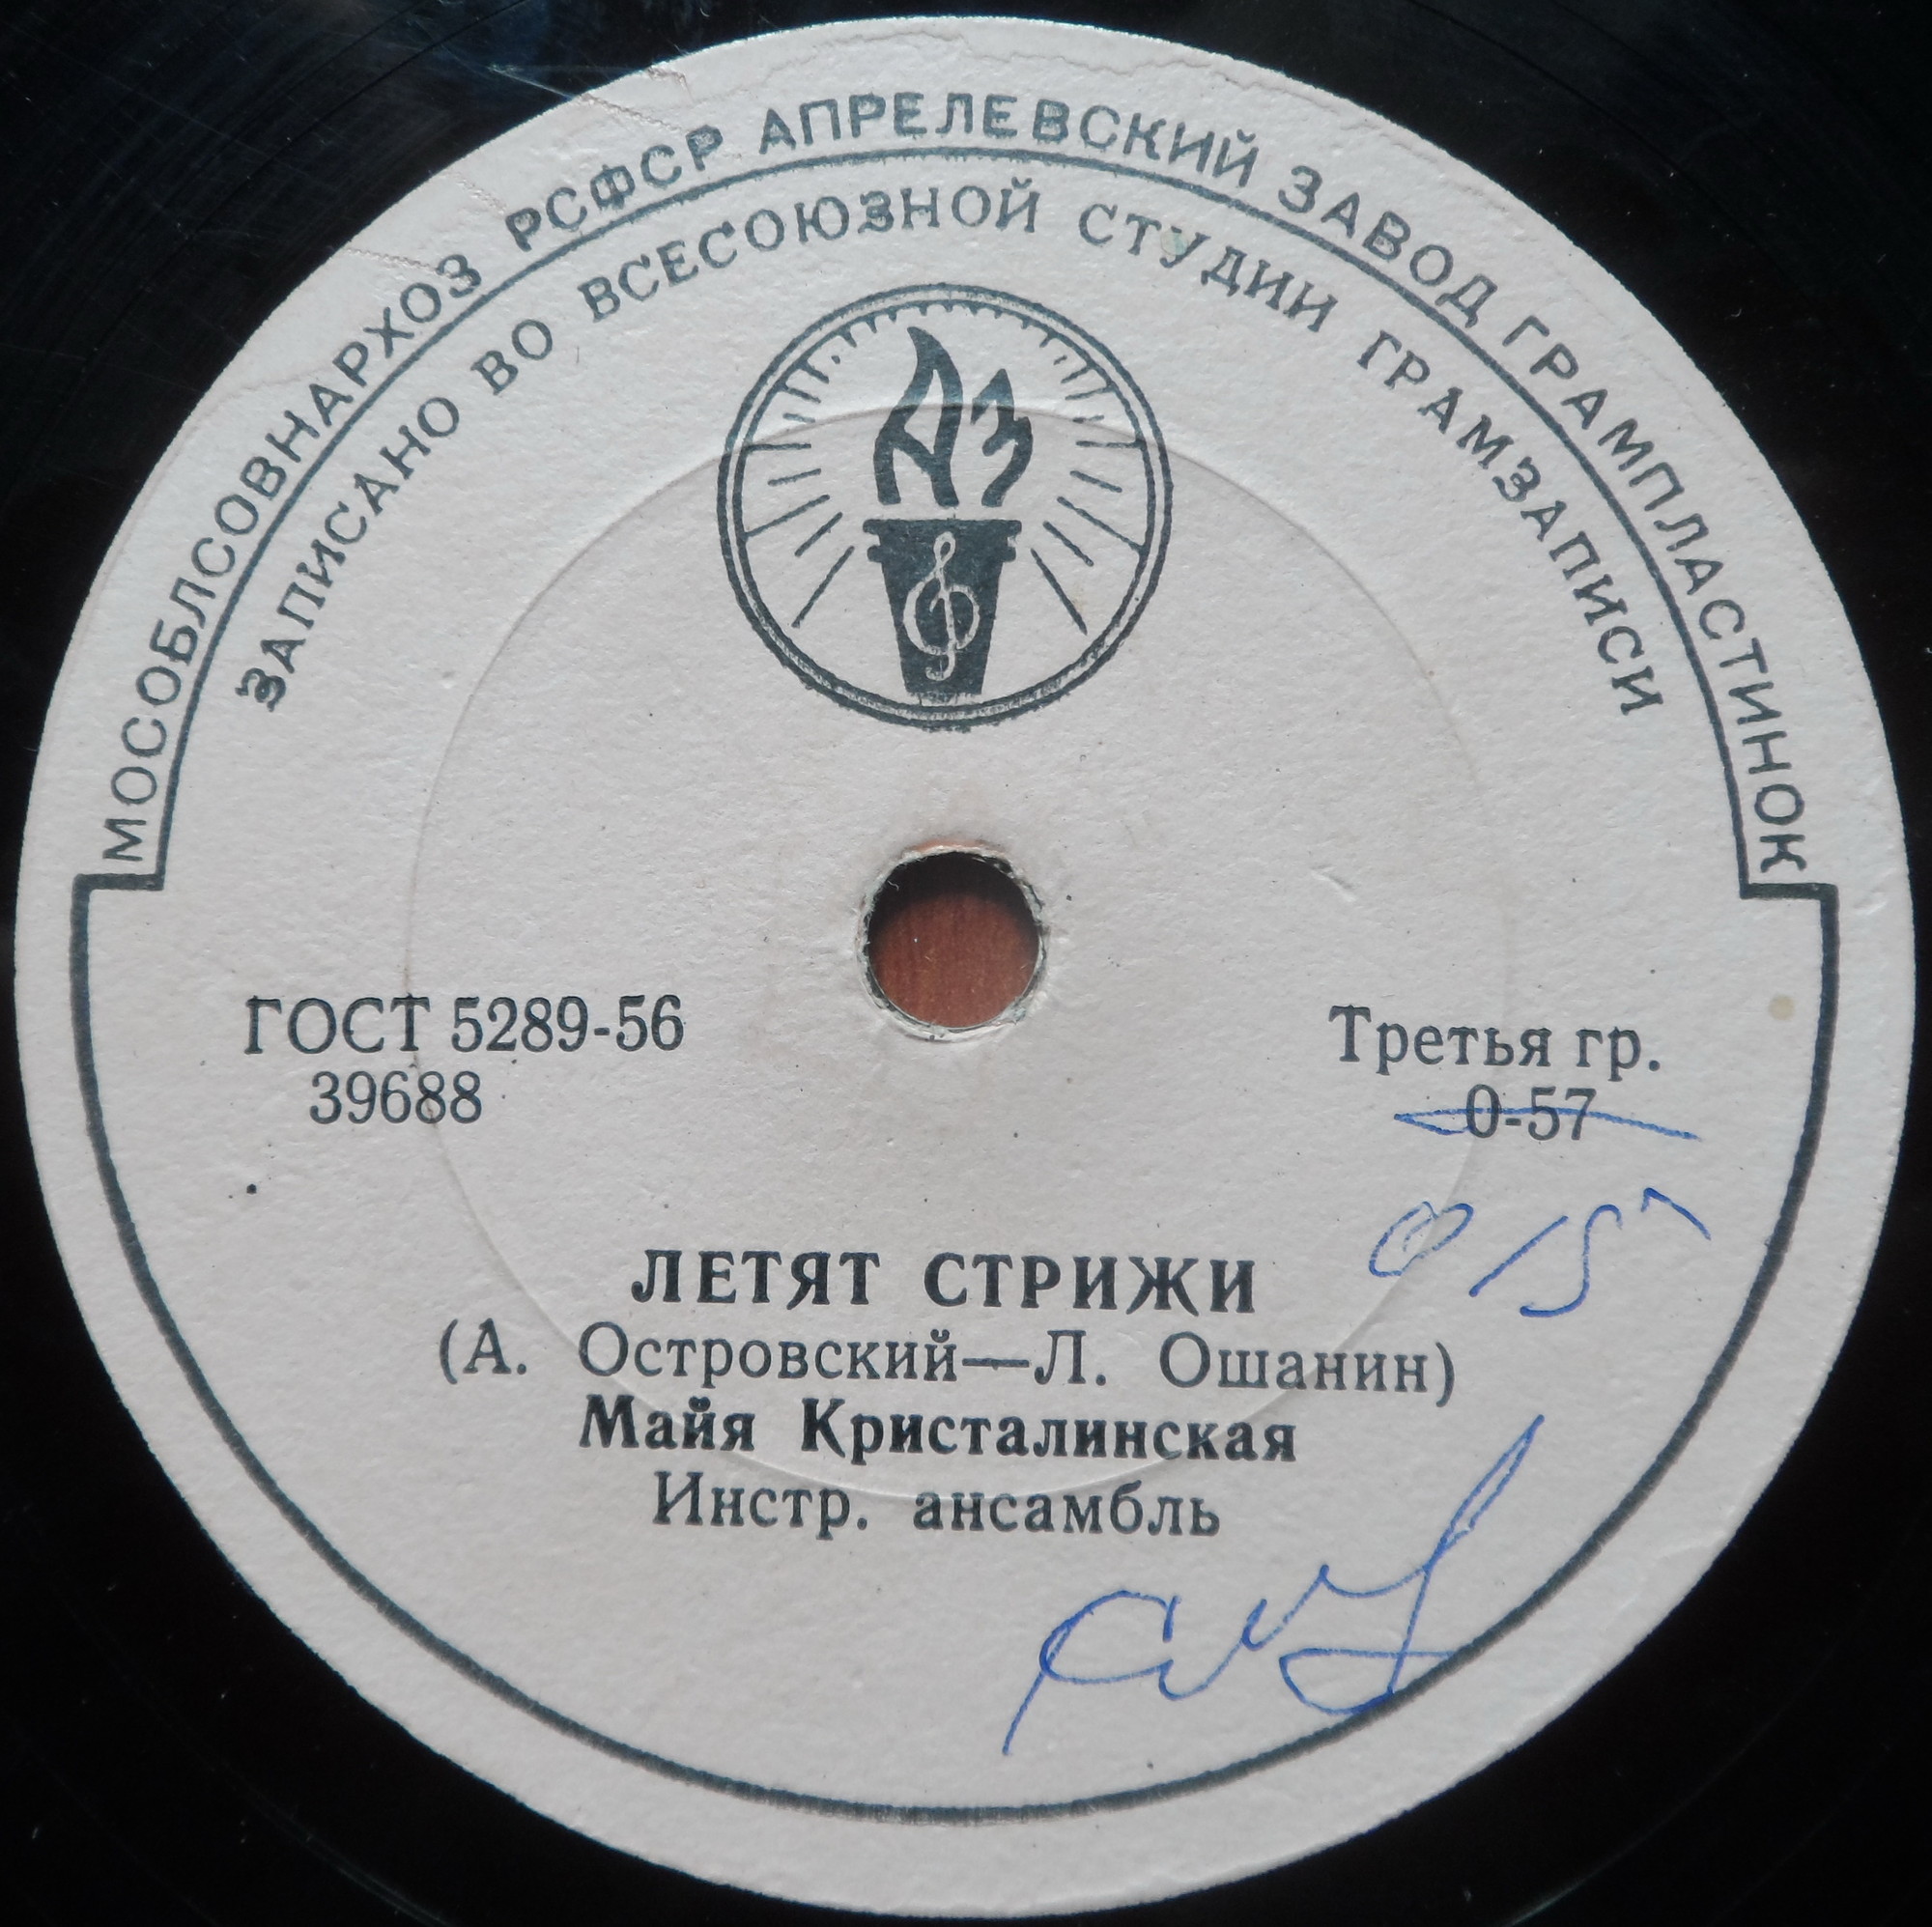 МОСОБЛСОВНАРХОЗ РСФСР АПРЕЛЕВСКИЙ ЗАВОД ГРАМПЛАСТИНОК
ЗАПИСАНО ВО ВСЕСОЮЗНОЙ СТУДИИ ГРАМЗАПИСИ
АЗ
ГОСТ 5289-56
39688
Третья гр.
0-57
ЛЕТЯТ СТРИЖИ
(А. Островский—Л. Ошанин)
Майя Кристалинская
Инстр. ансамбль